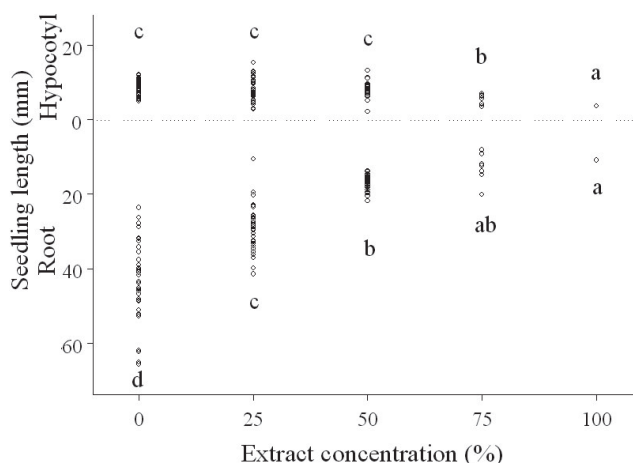 c c c b a
20
0
20
40
60
a
ab
b
c
d
Seedling length (mm)
Root Hypocotyl
0 25 50 75 100
Extract concentration (%)